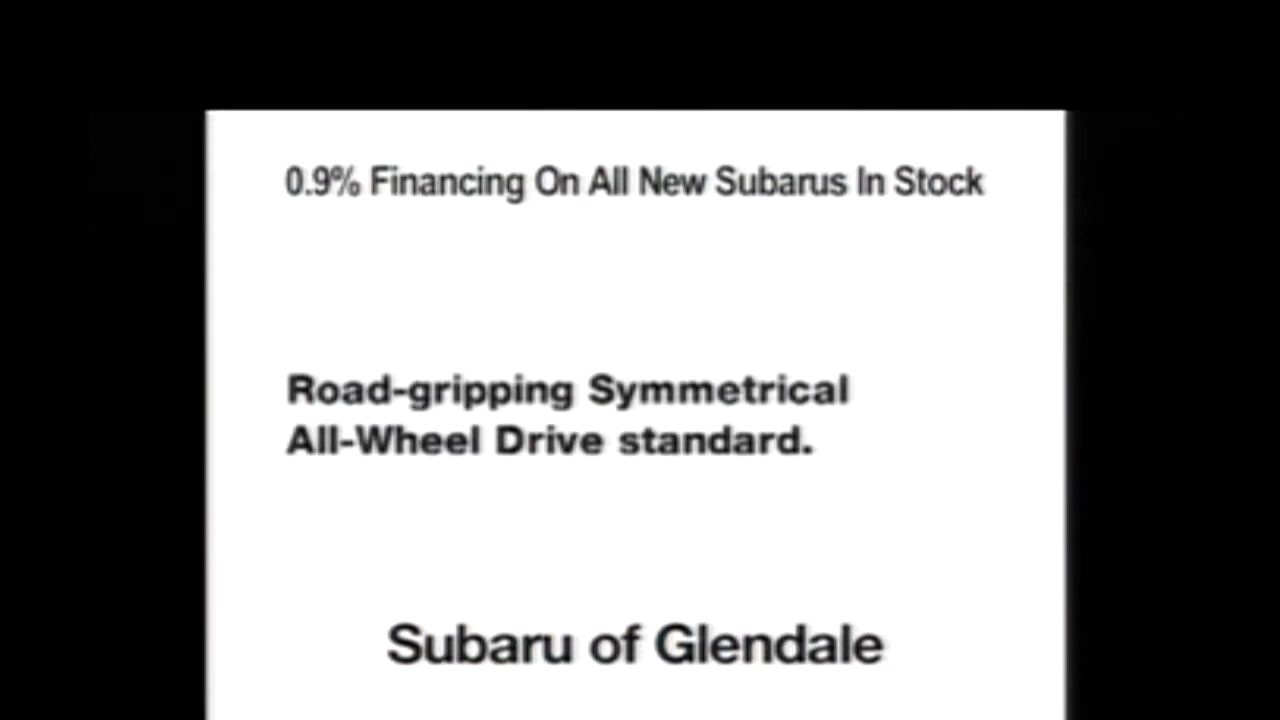 0.9% Financing On All New Subarus In Stock
Road-gripping Symmetrical
All-Wheel Drive standard.
Subaru of Glendale